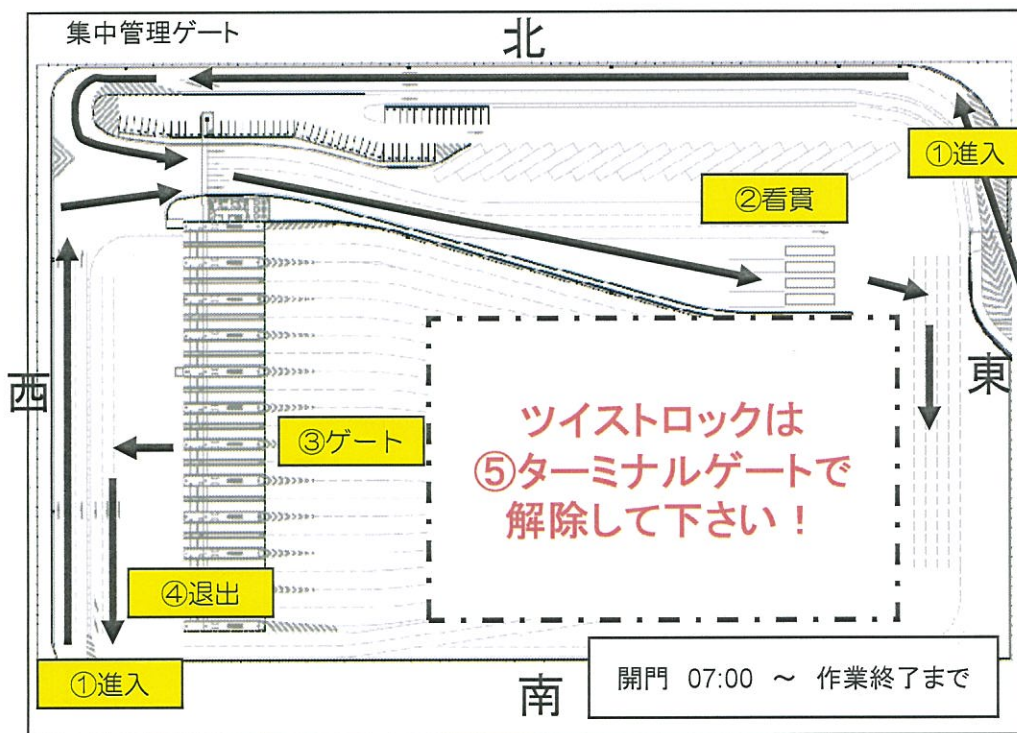 集中管理ゲート
北
①進入
②看貫
西
東
③ゲート
ツイストロックは
⑤ターミナルゲートで
解除して下さい！
④退出
①進入
南
開門 07:00 ～ 作業終了まで